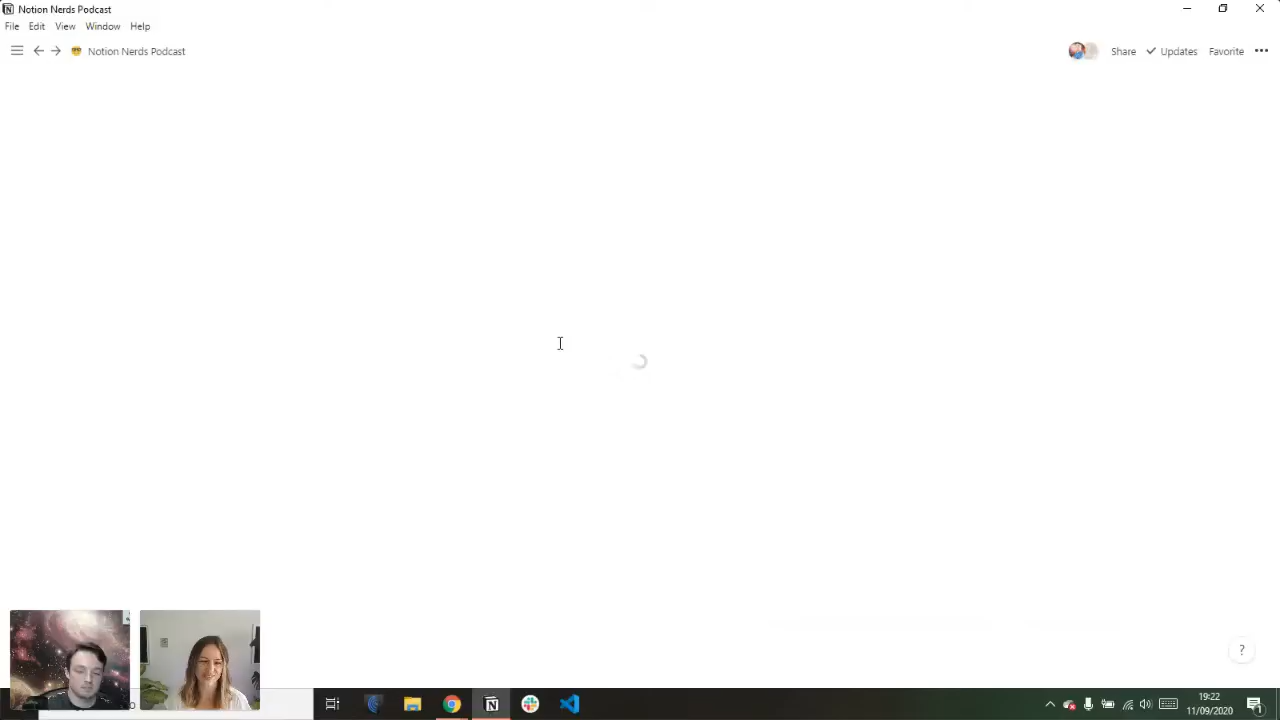 Notion Nerds Podcast
File Edit View Window Help
Notion Nerds Podcast
Share Updates Favorite
?
19:22
11/09/2020